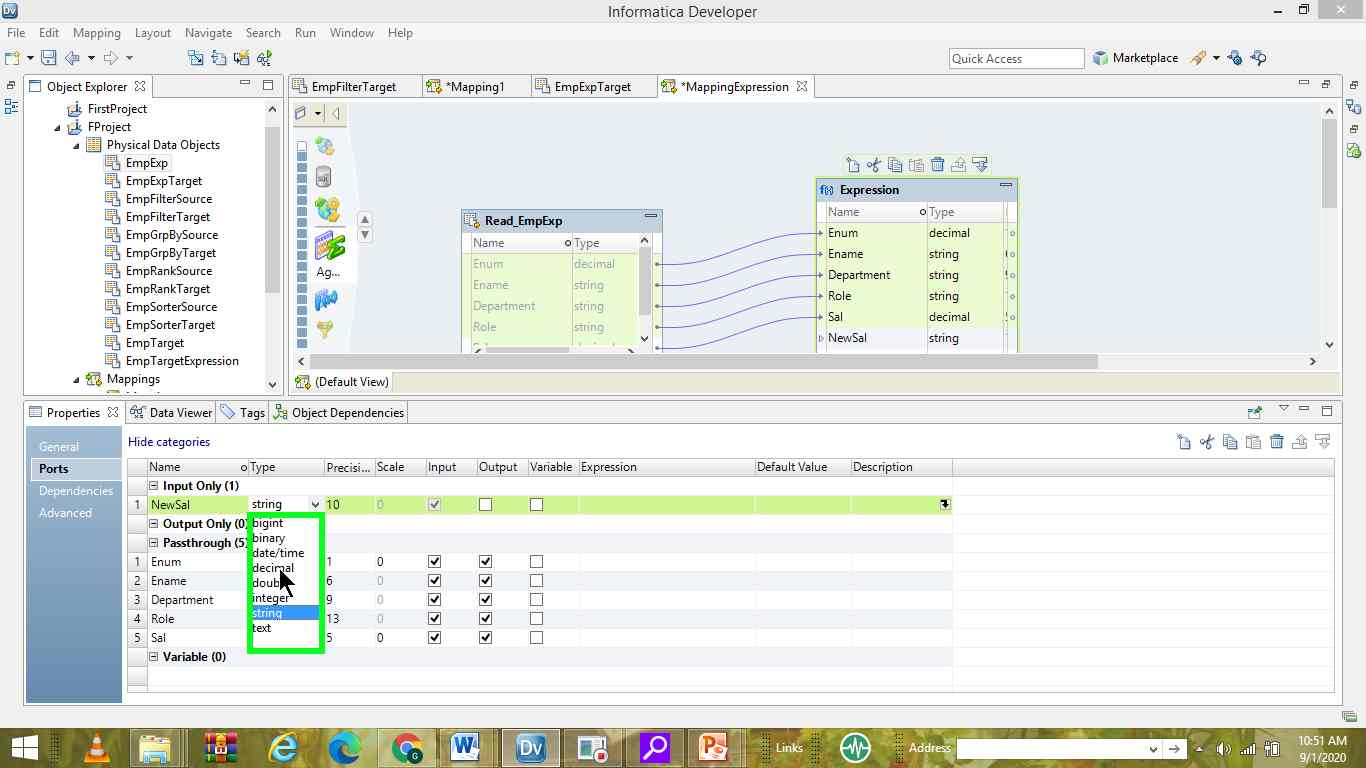 Dv
Informatica Developer
File Edit Mapping Layout Navigate Search Run Window Help
Quick Access
Marketplace
Object Explorer
EmpFilterTarget
*Mapping1
EmpExpTarget
*MappingExpression
FirstProject
FProject
Physical Data Objects
EmpExp
EmpExpTarget
EmpFilterSource
EmpFilterTarget
EmpGrpBySource
EmpGrpByTarget
EmpRankSource
EmpRankTarget
EmpSorterSource
EmpSorterTarget
EmpTarget
EmpTargetExpression
Mappings
Ag...
Read_EmpExp
Name Type
Enum decimal
Ename string
Department string
Role string
Expression
Name Type
Enum decimal
Ename string
Department string
Role string
Sal decimal
NewSal string
(Default View)
Properties
Data Viewer
Tags
Object Dependencies
General
Ports
Dependencies
Advanced
Hide categories
Name Type Precisi... Scale Input Output Variable Expression Default Value Description
Input Only (1)
1 NewSal string 10 0
Output Only (0)
Passthrough (5)
1 Enum 1 0
2 Ename 6 0
3 Department 9 0
4 Role 13 0
5 Sal 5 0
Variable (0)
bigint
binary
date/time
decimal
integer
string
text
Links
Address
10:51 AM
9/1/2020